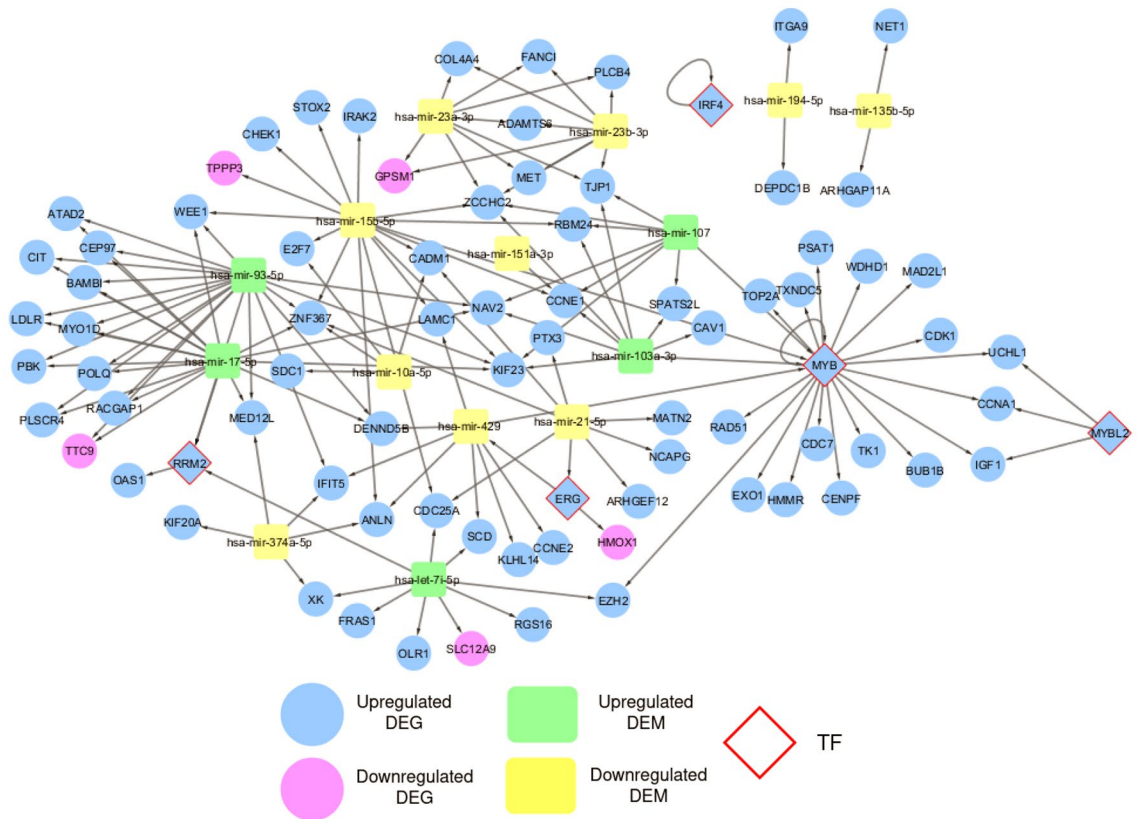 ITGA9
NET1
COL4A4
FANCI
PLCB4
IRF4
hsa-mir-194-5p
hsa-mir-135b-5p
STOX2
IRAK2
hsa-mir-23a-3p
ADAMTS6
hsa-mir-23b-3p
CHEK1
TPPP3
GPSM1
MET
TJP1
DEPDC1B
ARHGAP11A
ATAD2
WEE1
hsa-mir-15b-5p
ZCCHC2
RBM24
hsa-mir-107
CIT
CEP97
E2F7
CADM1
hsa-mir-151a-3p
PSAT1
WDHD1
MAD2L1
BAMBI
hsa-mir-93-5p
TOP2A
TXNDC5
LDLR
MYO1D
ZNF367
LAMC1
NAV2
CCNE1
SPATS2L
CAV1
CDK1
PTX3
UCHL1
PBK
POLQ
hsa-mir-17-5p
SDC1
hsa-mir-10a-5p
KIF23
hsa-mir-103a-3p
MYB
PLSCR4
RACGAP1
MED12L
DENND5B
hsa-mir-429
hsa-mir-21-5p
MATN2
RAD51
CCNA1
MYBL2
TTC9
RRM2
NCAPG
CDC7
TK1
BUB1B
IGF1
OAS1
IFIT5
ERG
ARHGEF12
EXO1
HMMR
CENPF
KIF20A
hsa-mir-374a-5p
ANLN
CDC25A
SCD
KLHL14
CCNE2
HMOX1
hsa-let-7i-5p
XK
FRAS1
RGS16
EZH2
OLR1
SLC12A9
Upregulated
DEG
Upregulated
DEM
TF
Downregulated
DEG
Downregulated
DEM